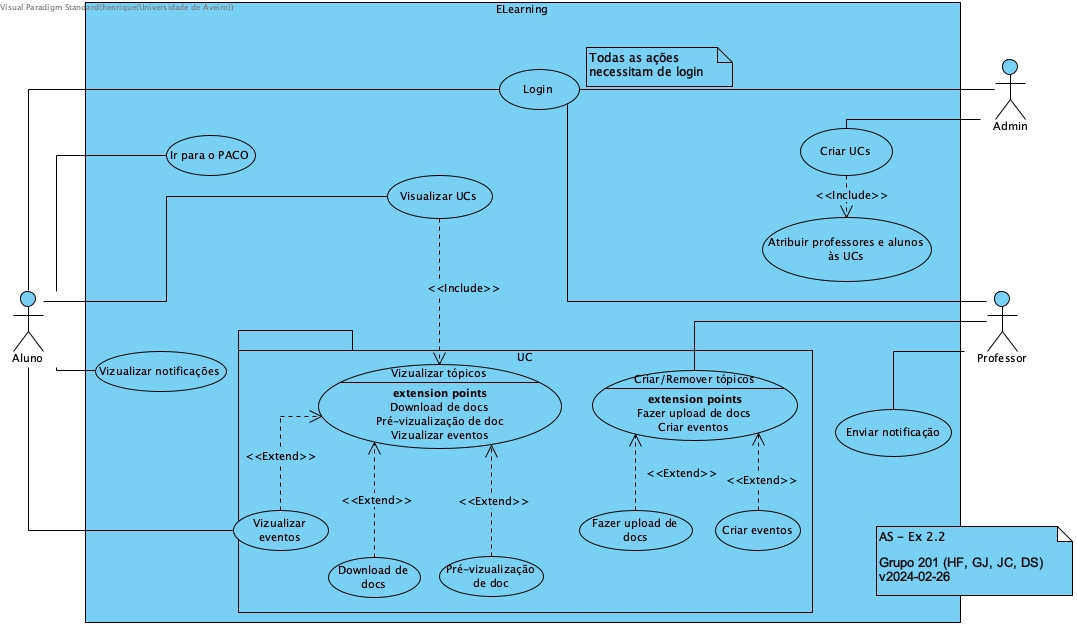 Visual Paradigm Standard(henrique(Universidade de Aveiro))
ELearning
Todas as ações
necessitam de login
Login
Admin
Ir para o PACO
Criar UCs
<<Include>>
Visualizar UCs
Atribuir professores e alunos
às UCs
<<Include>>
Aluno
Professor
UC
Vizualizar notificações
Vizualizar tópicos
extension points
Download de docs
Pré-vizualização de doc
Vizualizar eventos
Criar/Remover tópicos
extension points
Fazer upload de docs
Criar eventos
Enviar notificação
<<Extend>>
<<Extend>>
<<Extend>>
<<Extend>>
<<Extend>>
Vizualizar
eventos
Fazer upload de
docs
Criar eventos
Download de
docs
Pré-vizualização
de doc
AS - Ex 2.2
Grupo 201 (HF, GJ, JC, DS)
v2024-02-26